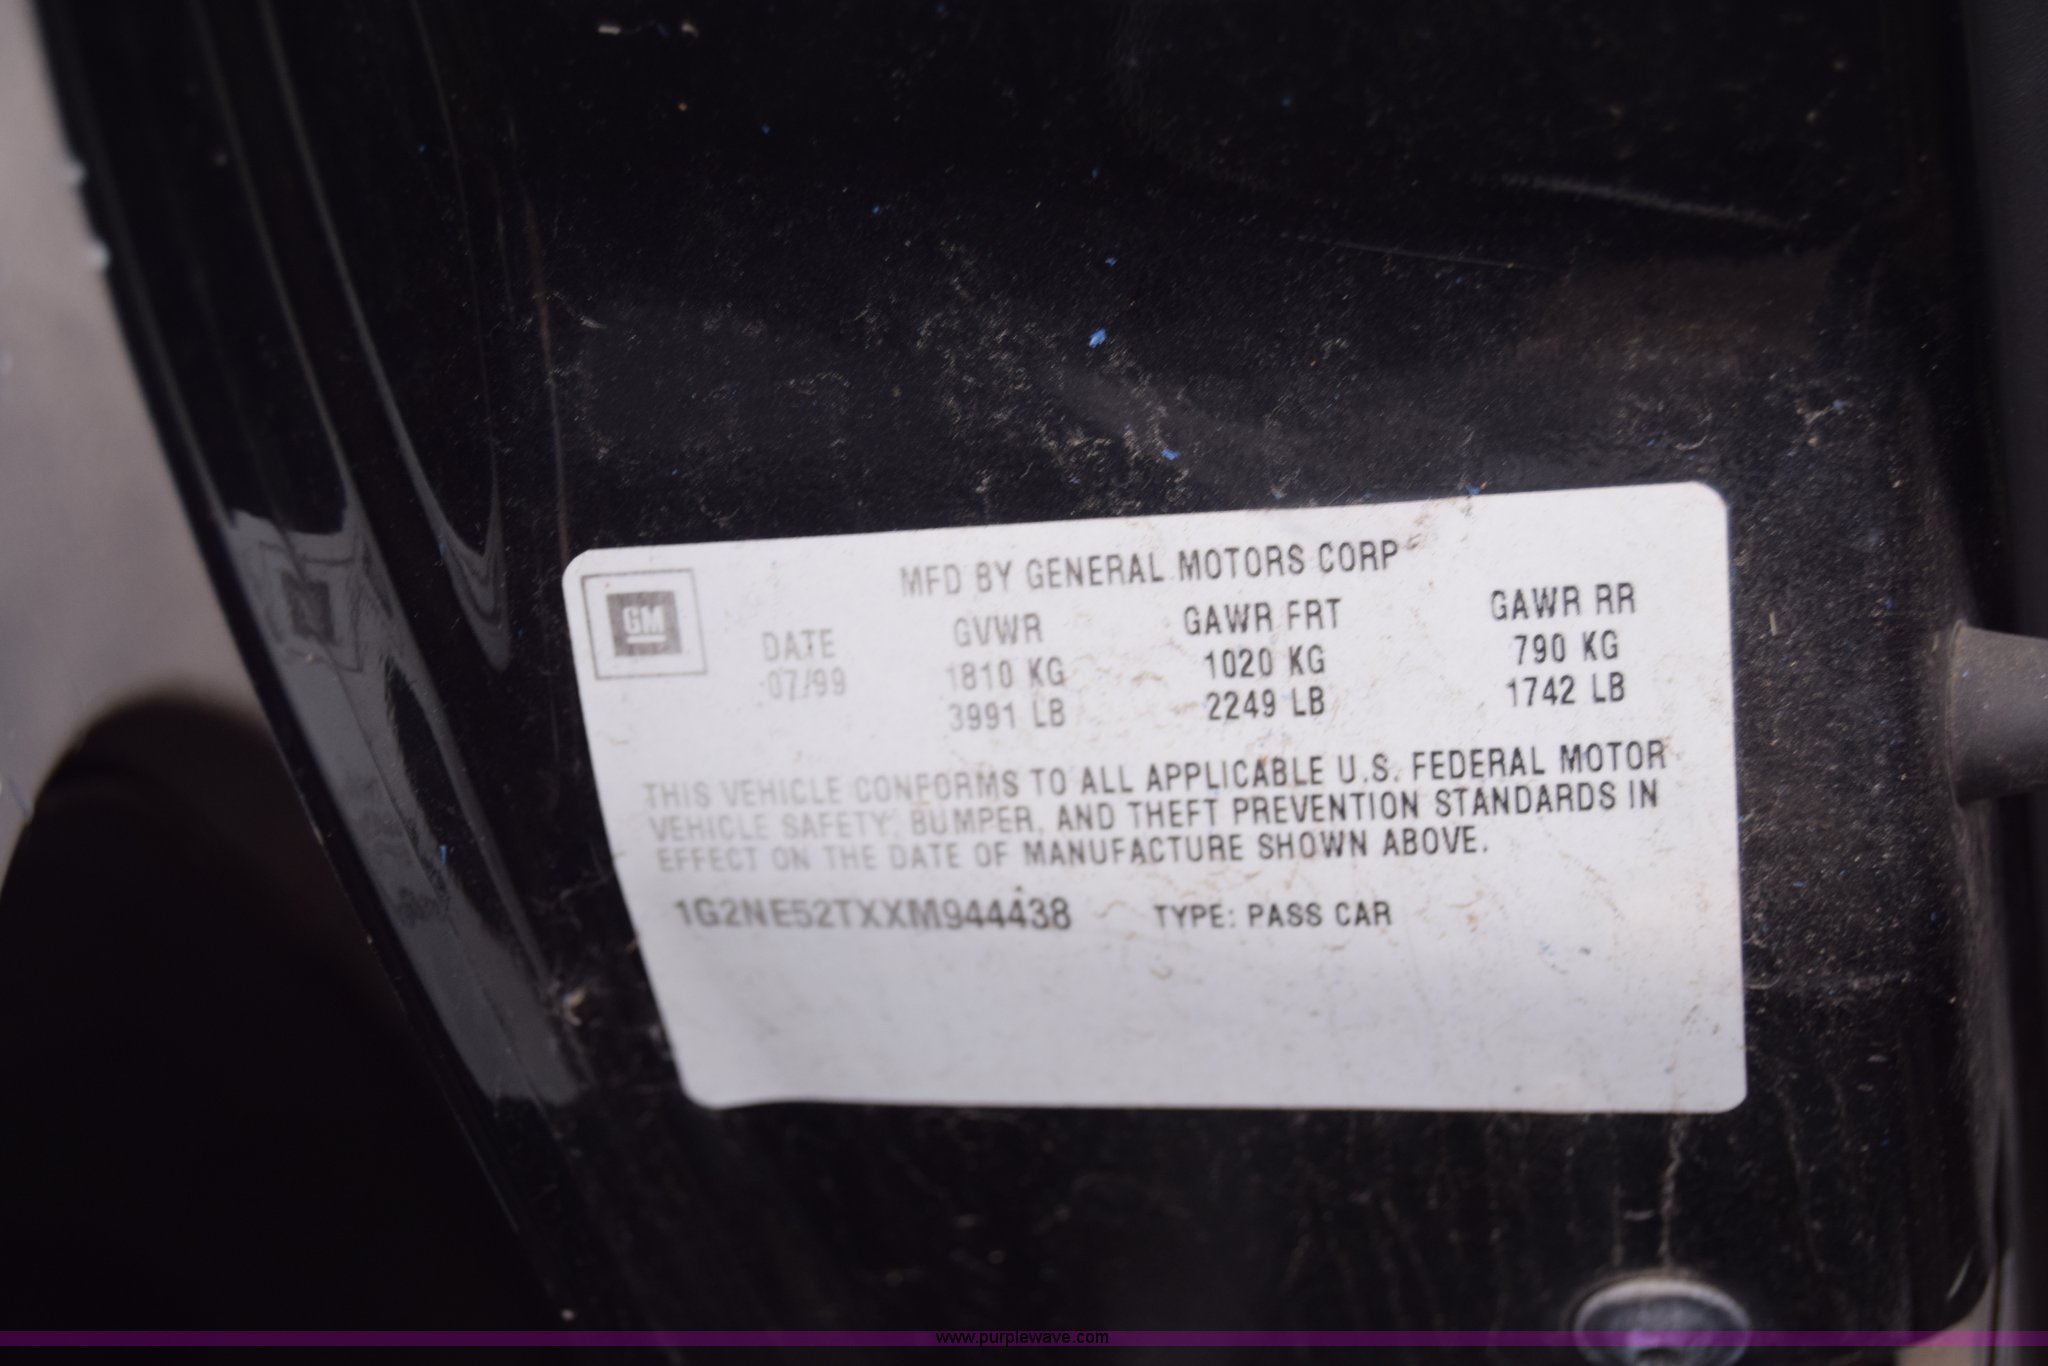 MFD BY GENERAL MOTORS CORP
GM
DATE GVWR GAWR FRT GAWR RR
07/99 1810 KG 1020 KG 790 KG
3991 LB 2249 LB 1742 LB
THIS VEHICLE CONFORMS TO ALL APPLICABLE U.S. FEDERAL MOTOR
VEHICLE SAFETY, BUMPER, AND THEFT PREVENTION STANDARDS IN
EFFECT ON THE DATE OF MANUFACTURE SHOWN ABOVE.
1G2NE52TXXM944438 TYPE: PASS CAR
www.purplewave.com